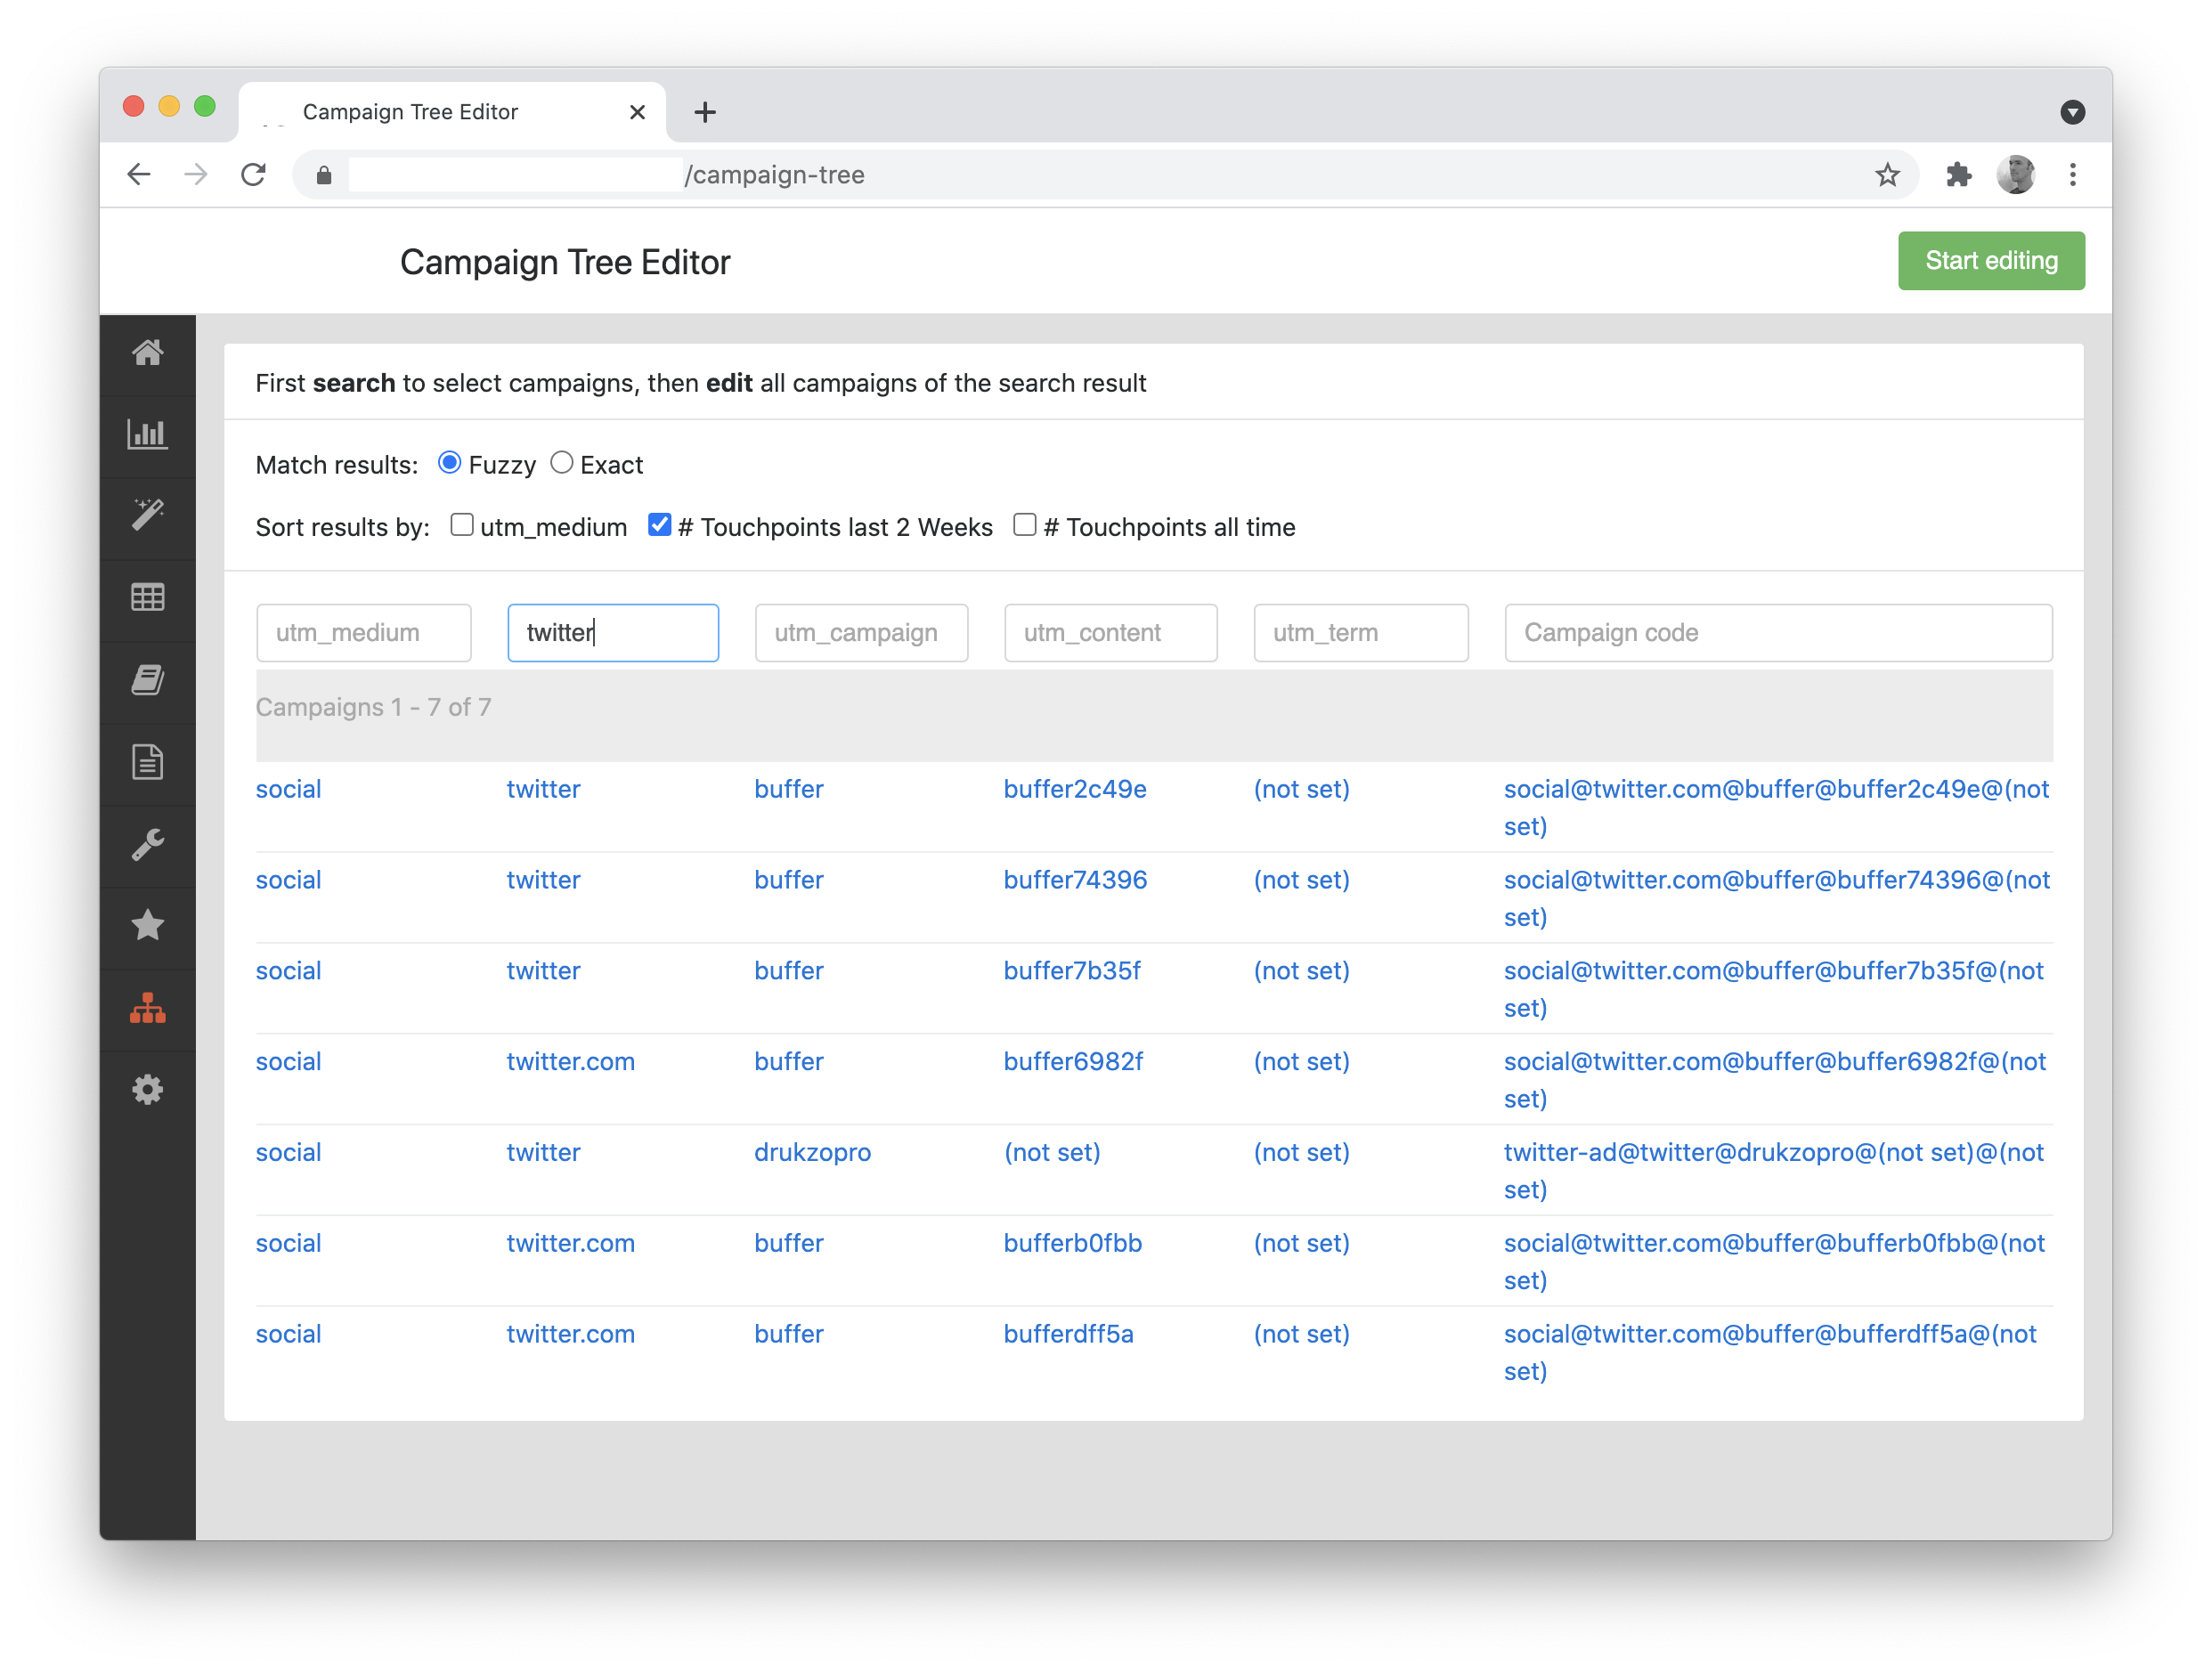 Campaign Tree Editor
/campaign-tree
Campaign Tree Editor
Start editing
First search to select campaigns, then edit all campaigns of the search result
Match results: Fuzzy Exact
Sort results by: utm_medium # Touchpoints last 2 Weeks # Touchpoints all time
utm_medium twitter utm_campaign utm_content utm_term Campaign code
Campaigns 1 - 7 of 7
social twitter buffer buffer2c49e (not set) social@twitter.com@buffer@buffer2c49e@(not
set)
social twitter buffer buffer74396 (not set) social@twitter.com@buffer@buffer74396@(not
set)
social twitter buffer buffer7b35f (not set) social@twitter.com@buffer@buffer7b35f@(not
set)
social twitter.com buffer buffer6982f (not set) social@twitter.com@buffer@buffer6982f@(not
set)
social twitter drukzopro (not set) (not set) twitter-ad@twitter@drukzopro@(not set)@(not
set)
social twitter.com buffer bufferb0fbb (not set) social@twitter.com@buffer@bufferb0fbb@(not
set)
social twitter.com buffer bufferdff5a (not set) social@twitter.com@buffer@bufferdff5a@(not
set)